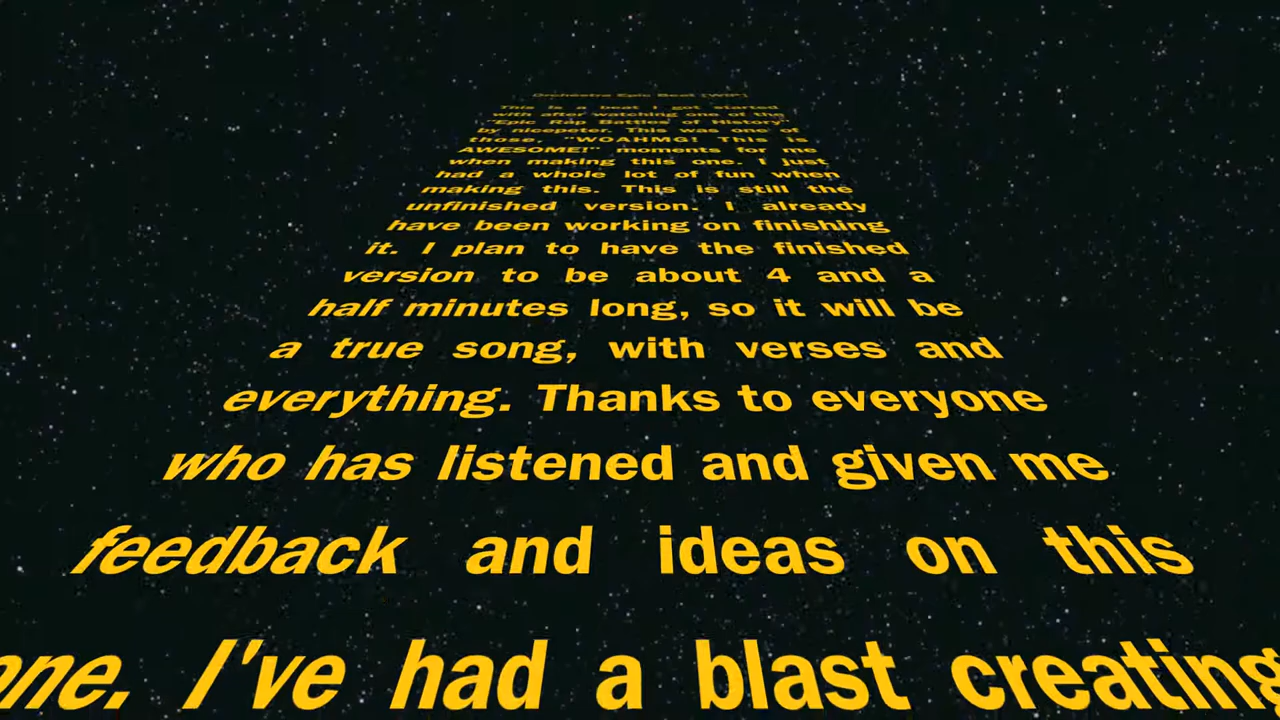 Orchestra Epic Beat [WIP]
This is a beat I got started
with after watching one of the
"Epic Rap Battles of History"
by nicepeter. This was one of
those, "WOAHMG! This is
AWESOME!" moments for me
when making this one. I just
had a whole lot of fun when
making this. This is still the
unfinished version. I already
have been working on finishing
it. I plan to have the finished
version to be about 4 and a
half minutes long, so it will be
a true song, with verses and
everything. Thanks to everyone
who has listened and given me
feedback and ideas on this
one. I've had a blast creating